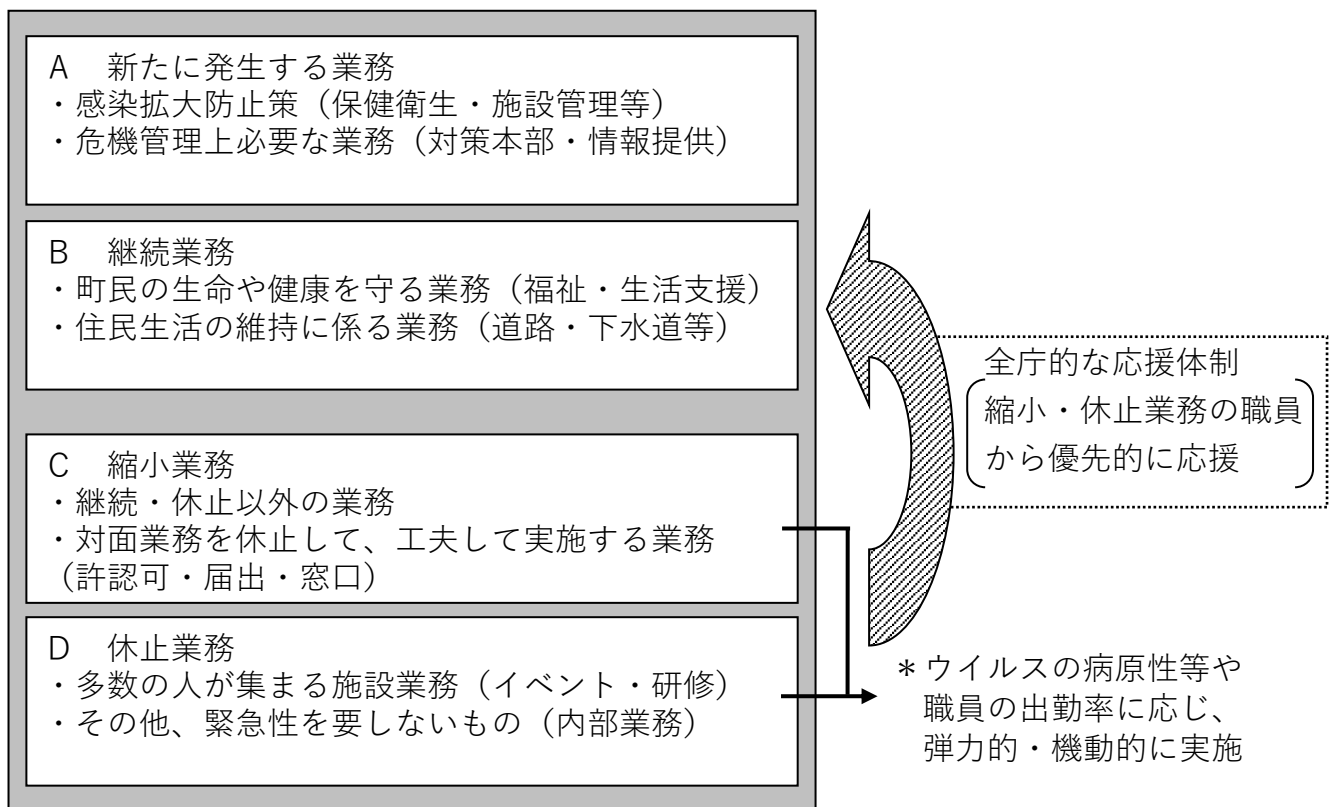 A　新たに発生する業務
・感染拡大防止策（保健衛生・施設管理等）
・危機管理上必要な業務（対策本部・情報提供）
B　継続業務
・町民の生命や健康を守る業務（福祉・生活支援）
・住民生活の維持に係る業務（道路・下水道等）
全庁的な応援体制
縮小・休止業務の職員
から優先的に応援
C　縮小業務
・継続・休止以外の業務
・対面業務を休止して、工夫して実施する業務
（許認可・届出・窓口）
D　休止業務
・多数の人が集まる施設業務（イベント・研修）
・その他、緊急性を要しないもの（内部業務）
＊ウイルスの病原性等や
職員の出勤率に応じ、
弾力的・機動的に実施